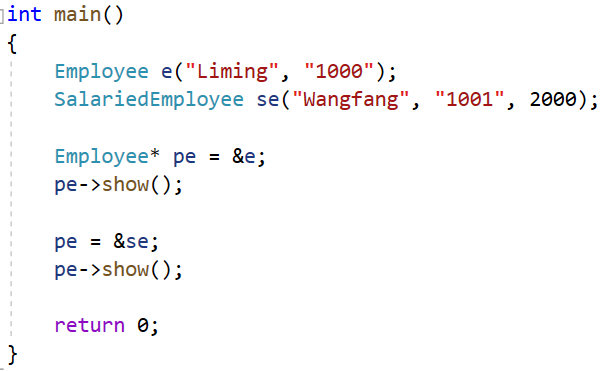 int main()
{
Employee e("Liming", "1000");
SalariedEmployee se("Wangfang", "1001", 2000);
Employee* pe = &e;
pe->show();
pe = &se;
pe->show();
return 0;
}